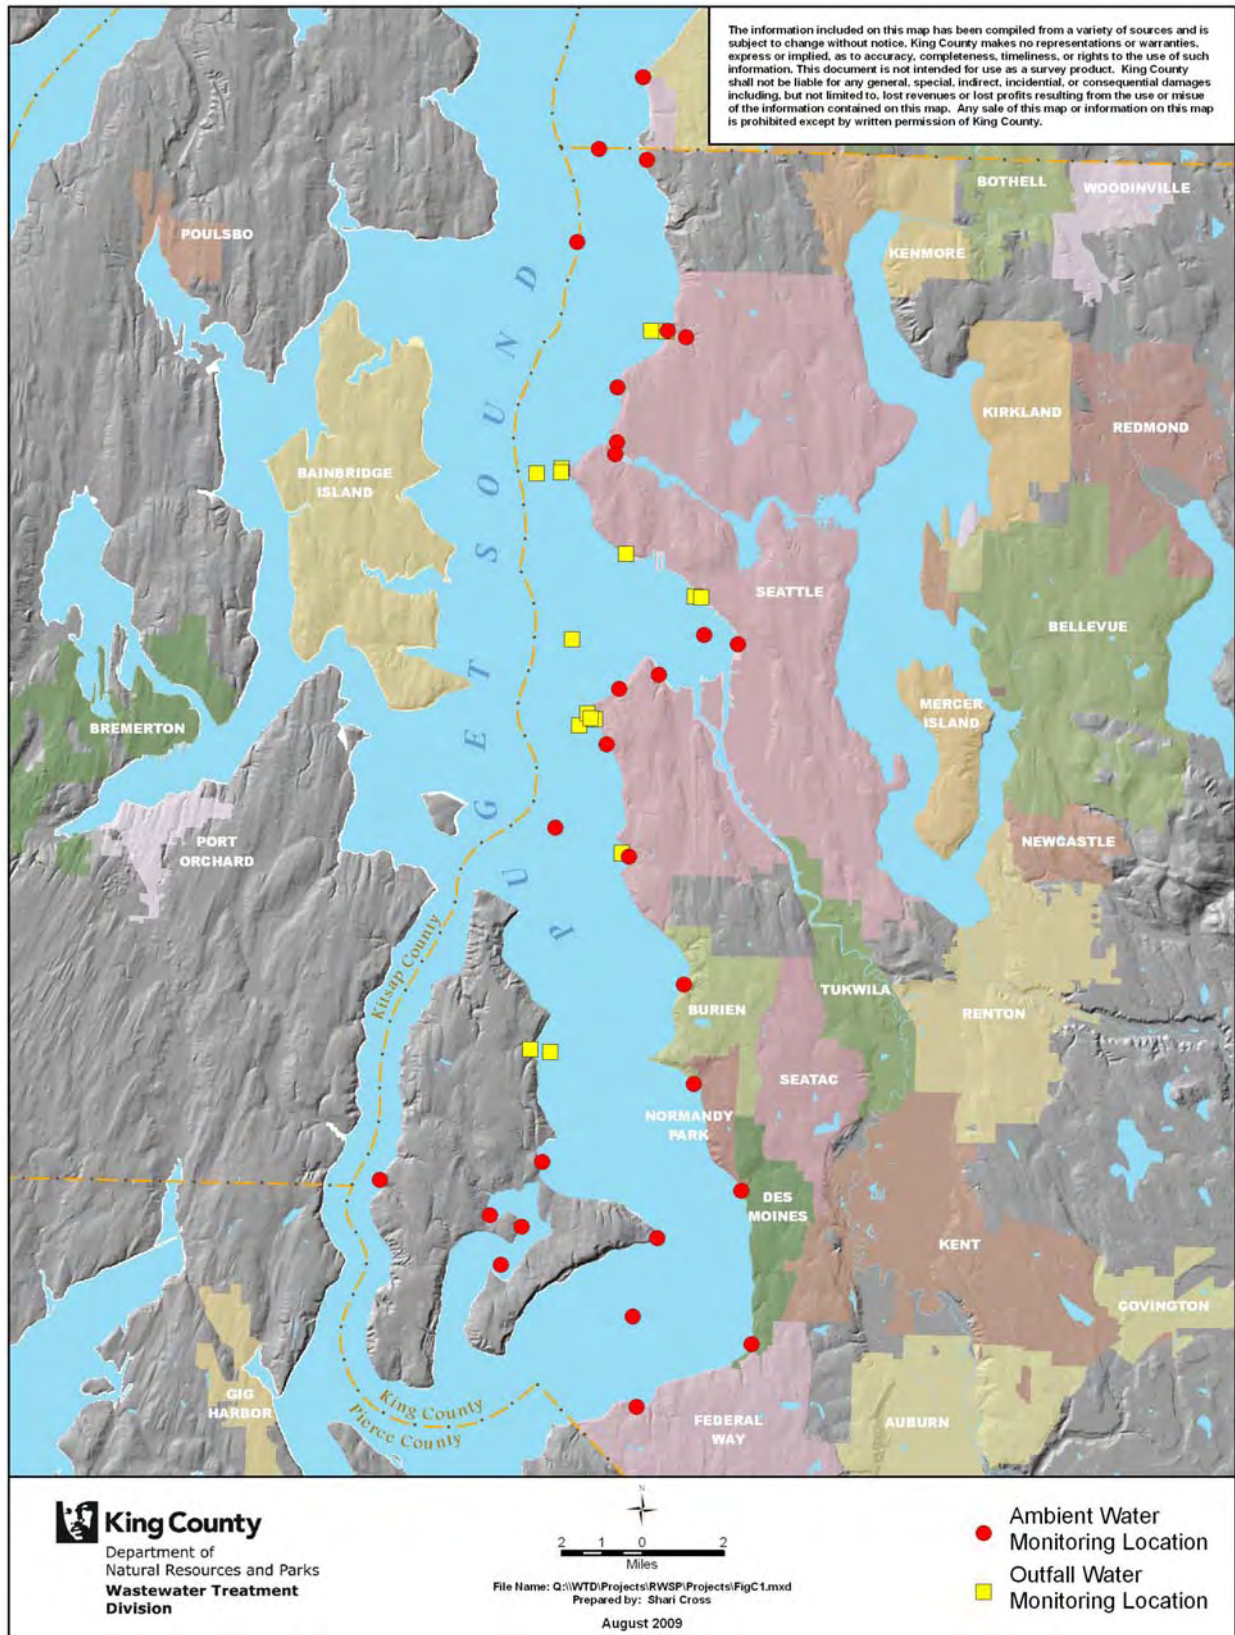 The information included on this map has been compiled from a variety of sources and is
subject to change without notice. King County makes no representations or warranties,
express or implied, as to accuracy, completeness, timeliness, or rights to the use of such
information. This document is not intended for use as a survey product. King County
shall not be liable for any general, special, indirect, incidental, or consequential damages
including, but not limited to, lost revenues or lost profits resulting from the use or misue
of the information contained on this map. Any sale of this map or information on this map
is prohibited except by written permission of King County.
BOTHELL
WOODINVILLE
POULSBO
KENMORE
PUGET SOUND
KIRKLAND
REDMOND
BAINBRIDGE
ISLAND
SEATTLE
BELLEVUE
MERCER
ISLAND
BREMERTON
PORT
ORCHARD
NEWCASTLE
Kitsap County
TUKWILA
BURIEN
RENTON
SEATAC
NORMANDY
PARK
DES
MOINES
KENT
COVINGTON
GIG
HARBOR
King County
Pierce County
FEDERAL
WAY
AUBURN
King County
Department of
Natural Resources and Parks
Wastewater Treatment
Division
N
2 1 0 2
Miles
File Name: Q:\\WTD\Projects\RWSP\Projects\FigC1.mxd
Prepared by: Shari Cross
August 2009
Ambient Water
Monitoring Location
Outfall Water
Monitoring Location